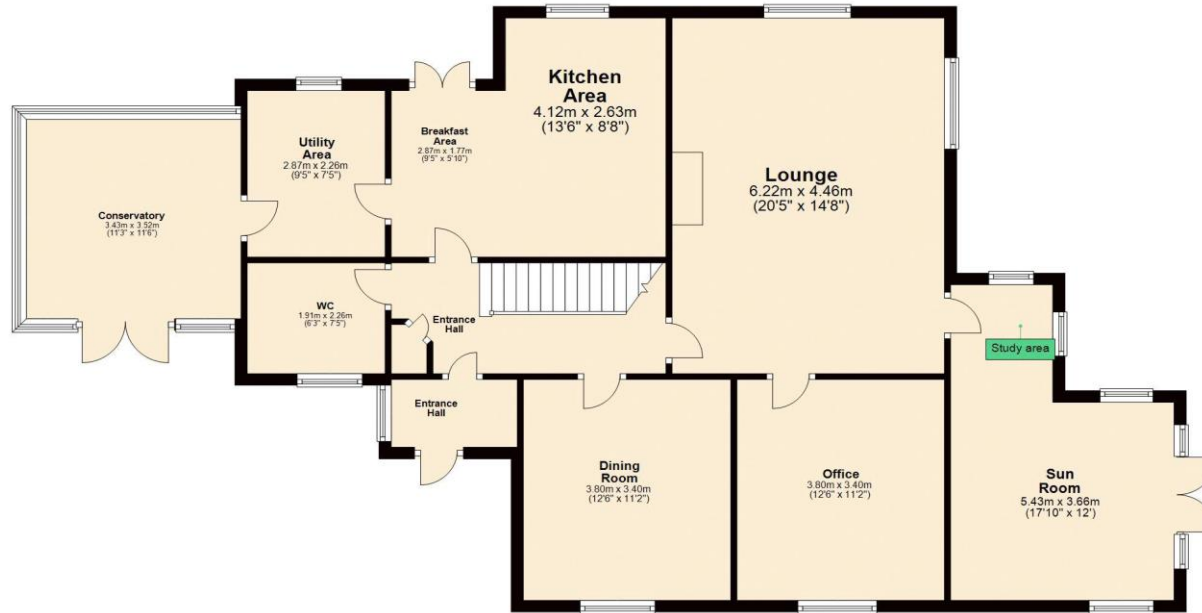 Kitchen
Area
4.12m x 2.63m
(13'6" x 8'8")
Breakfast
Area
2.87m x 1.77m
(9'5" x 5'10")
Utility
Area
2.87m x 2.26m
(9'5" x 7'5")
Lounge
6.22m x 4.46m
(20'5" x 14'8")
Conservatory
3.43m x 3.52m
(11'3" x 11'6")
WC
1.91m x 2.26m
(6'3" x 7'5")
Entrance
Hall
Study area
Entrance
Hall
Dining
Room
3.80m x 3.40m
(12'6" x 11'2")
Office
3.80m x 3.40m
(12'6" x 11'2")
Sun
Room
5.43m x 3.66m
(17'10" x 12')